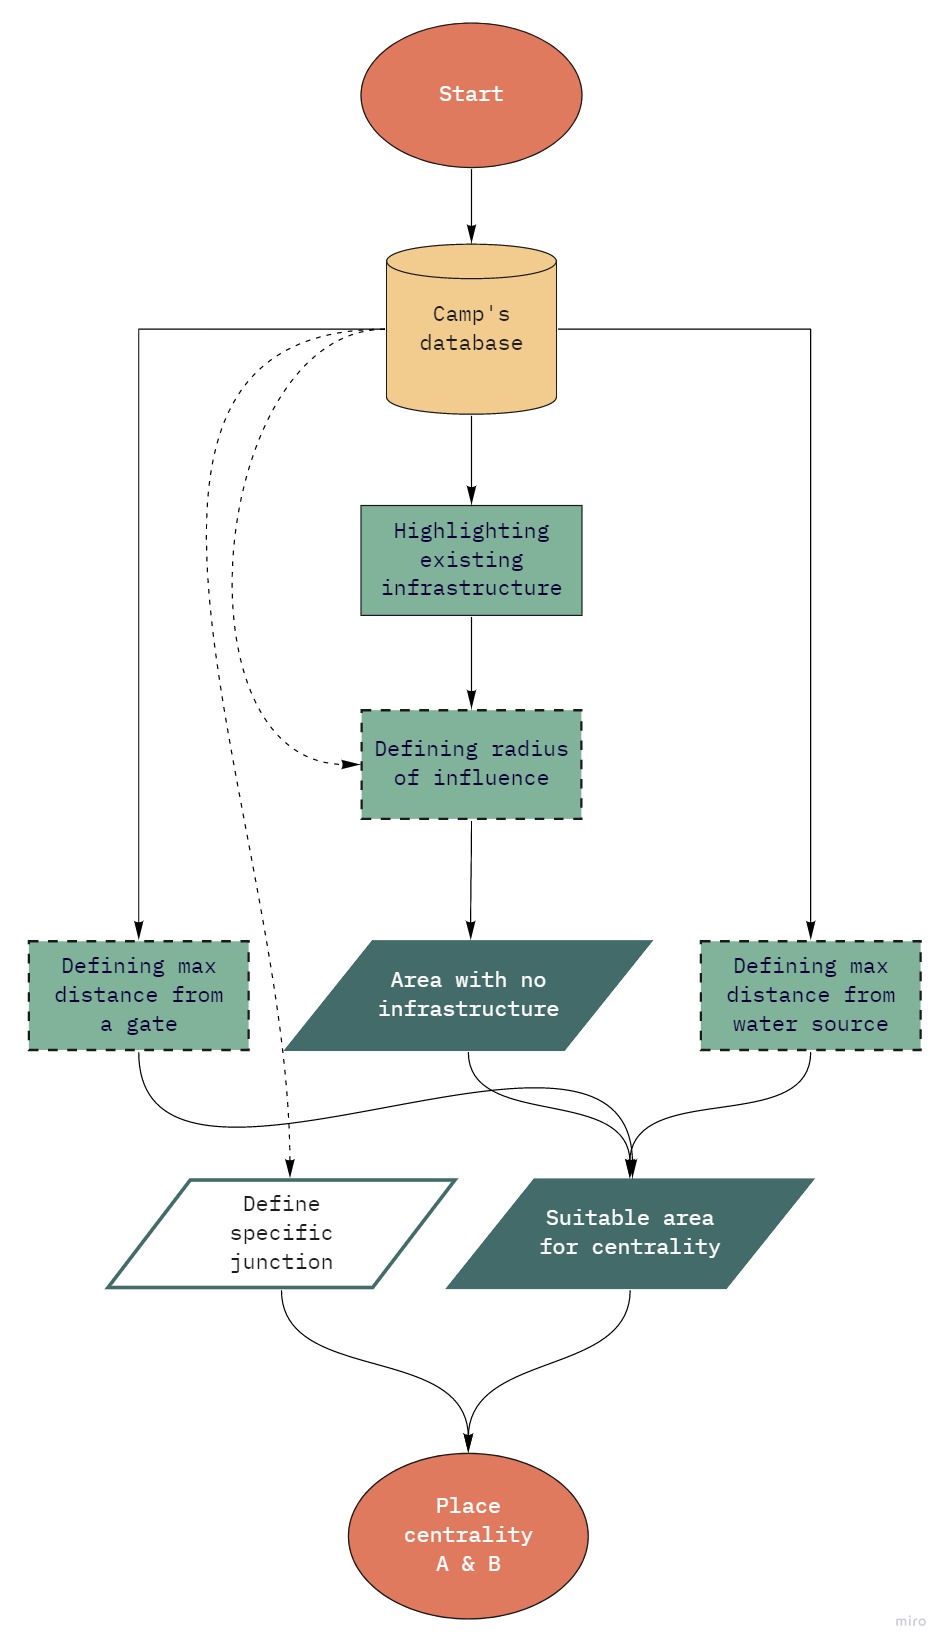 Start
Camp's
database
Highlighting
existing
infrastructure
Defining radius
of influence
Defining max
distance from
a gate
Area with no
infrastructure
Defining max
distance from
water source
Define
specific
junction
Suitable area
for centrality
Place
centrality
A & B
miro